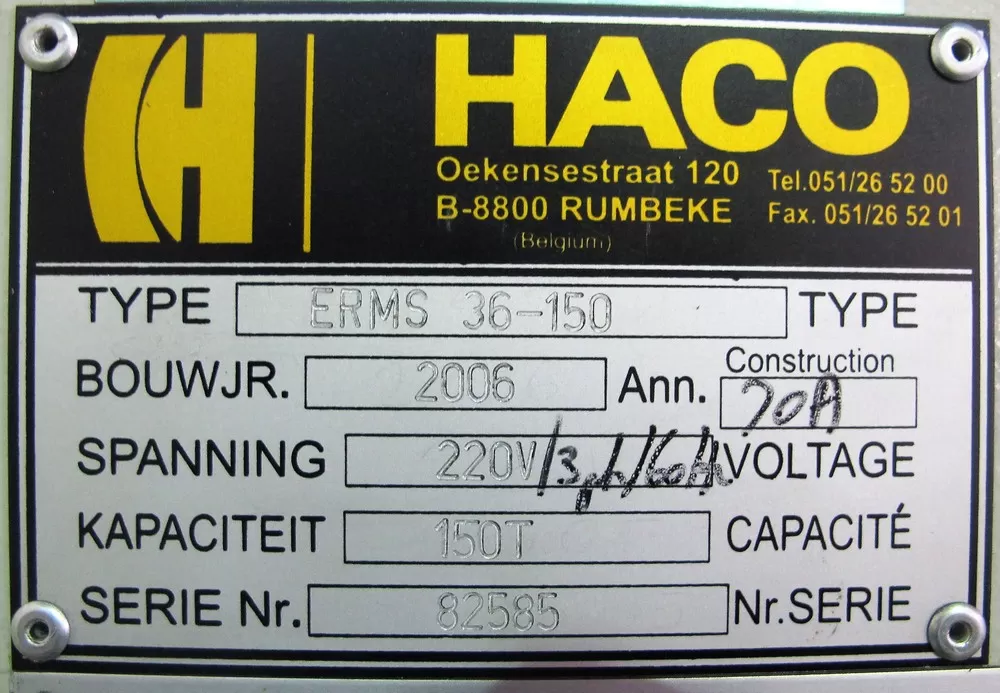 HACO
Oekensestraat 120 Tel.051/26 52 00
B-8800 RUMBEKE Fax. 051/26 52 01
(Belgium)
TYPE ERMS 36-150 TYPE
BOUWJR. 2006 Ann. Construction 70A
SPANNING 220V/3ph/60Hz VOLTAGE
KAPACITEIT 150T CAPACITÉ
SERIE Nr. 82585 Nr.SERIE